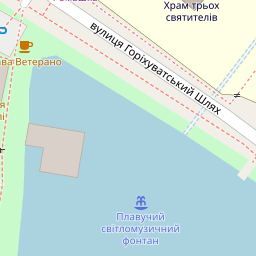 Храм трьох
святителів
вулиця Горіхуватський Шлях
ава Ветерано
Плавучий
світломузичний
фонтан